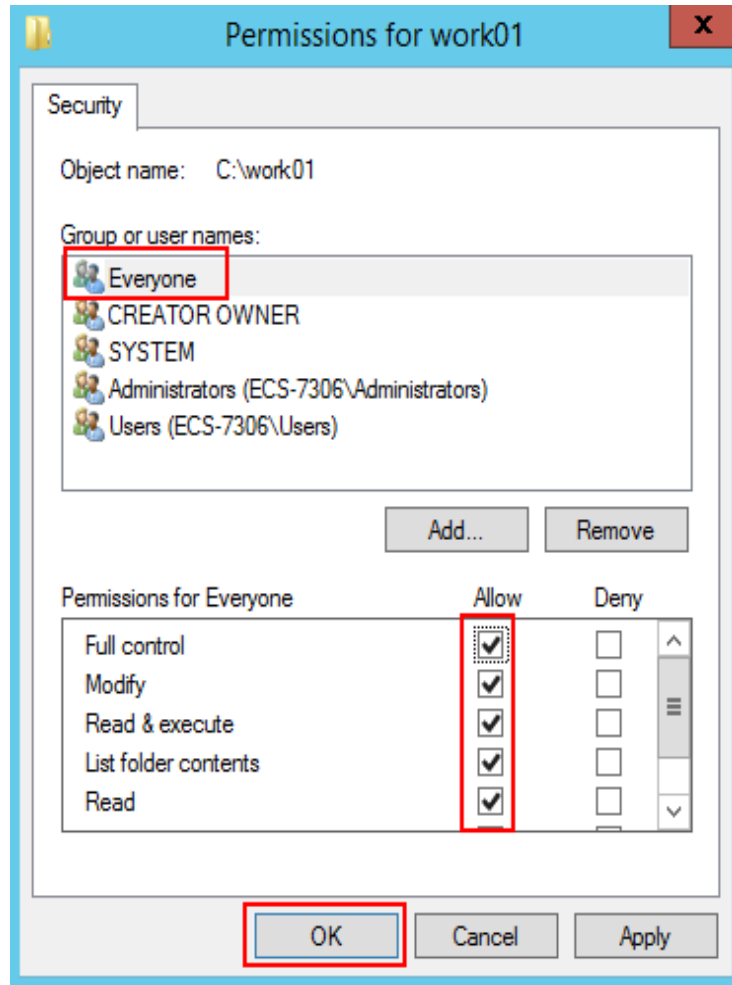 Permissions for work01
x
Security
Object name: C:\work01
Group or user names:
Everyone
CREATOR OWNER
SYSTEM
Administrators (ECS-7306\Administrators)
Users (ECS-7306\Users)
Add... Remove
Permissions for Everyone Allow Deny
Full control
Modify
Read & execute
List folder contents
Read
OK Cancel Apply